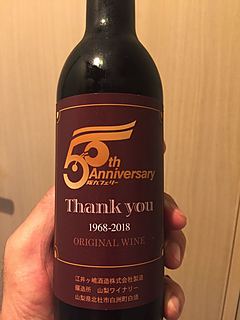 50th
Anniversary
阪九フェリー
Thank you
1968-2018
ORIGINAL WINE
江井ヶ嶋酒造株式会社製造
醸造所 山梨ワイナリー
山梨県北杜市白州町白須